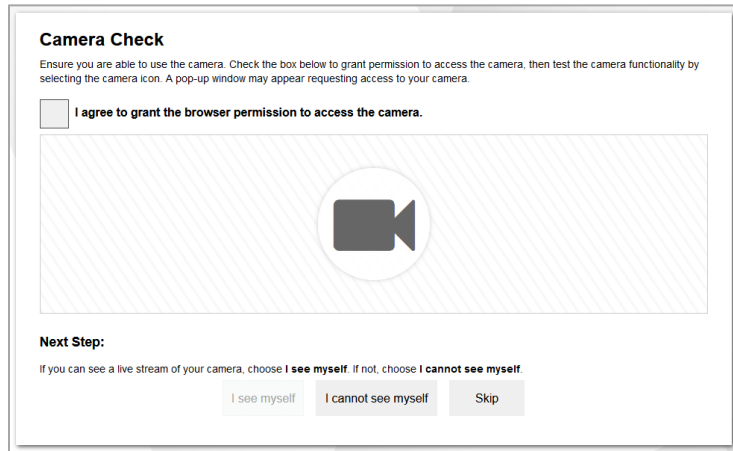 Camera Check
Ensure you are able to use the camera. Check the box below to grant permission to access the camera, then test the camera functionality by
selecting the camera icon. A pop-up window may appear requesting access to your camera.
I agree to grant the browser permission to access the camera.
Next Step:
If you can see a live stream of your camera, choose I see myself. If not, choose I cannot see myself.
I see myself I cannot see myself Skip